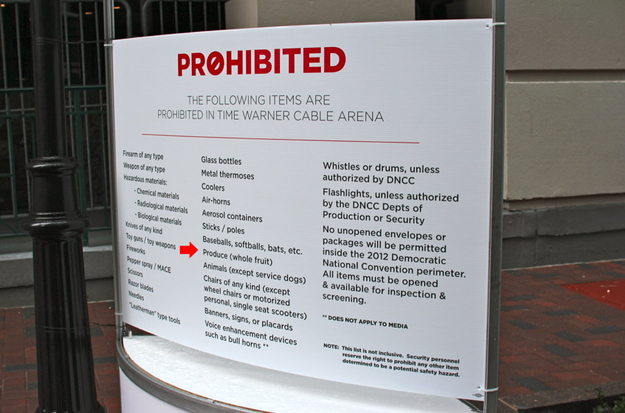 PRØHIBITED
THE FOLLOWING ITEMS ARE
PROHIBITED IN TIME WARNER CABLE ARENA
Firearm of any type
Weapon of any type
Hazardous materials:
- Chemical materials
- Radiological materials
- Biological materials
Knives of any kind
Toy guns / toy weapons
Fireworks
Pepper spray / MACE
Scissors
Razor blades
Needles
"Leatherman" type tools
Glass bottles
Metal thermoses
Coolers
Air-horns
Aerosol containers
Sticks / poles
Baseballs, softballs, bats, etc.
Produce (whole fruit)
Animals (except service dogs)
Chairs of any kind (except
wheel chairs or motorized
personal, single seat scooters)
Banners, signs, or placards
Voice enhancement devices
such as bull horns **
Whistles or drums, unless
authorized by DNCC
Flashlights, unless authorized
by the DNCC Depts of
Production or Security
No unopened envelopes or
packages will be permitted
inside the 2012 Democratic
National Convention perimeter.
All items must be opened
& available for inspection &
screening.
** DOES NOT APPLY TO MEDIA
NOTE: This list is not inclusive. Security personnel
reserve the right to prohibit any other item
determined to be a potential safety hazard.